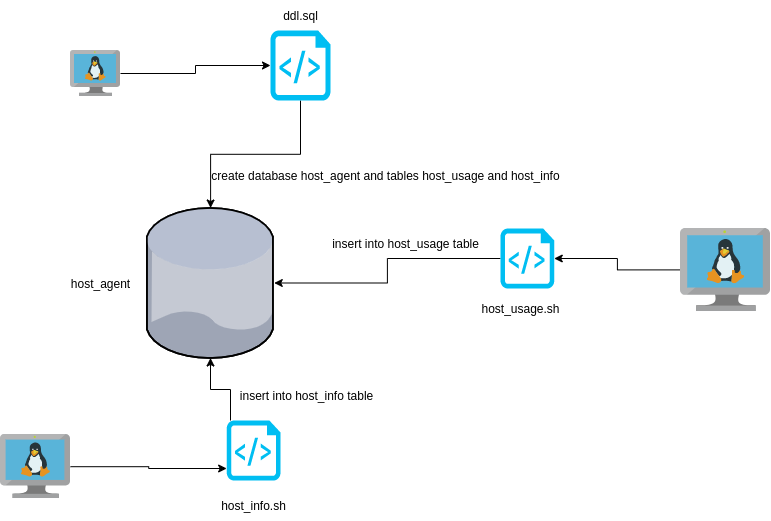 ddl.sql
create database host_agent and tables host_usage and host_info
insert into host_usage table
host_agent
host_usage.sh
insert into host_info table
host_info.sh